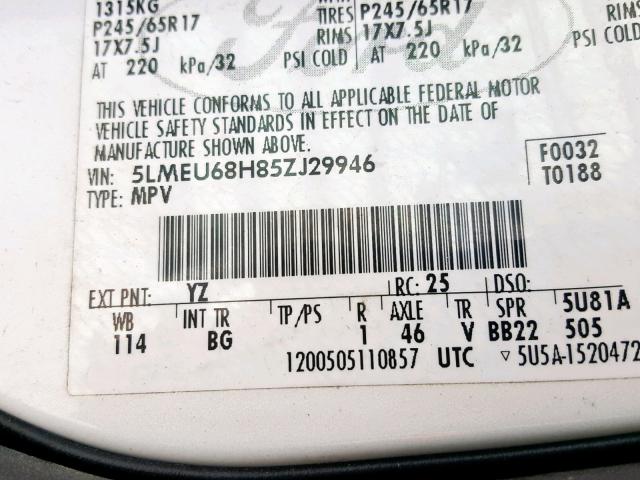 1315KG
P245/65R17
17X7.5J
AT 220 kPa/32 PSI COLD
TIRES P245/65R17
RIMS 17X7.5J
AT 220 kPa/32 PSI COLD
RIMS
Ford
THIS VEHICLE CONFORMS TO ALL APPLICABLE FEDERAL MOTOR
VEHICLE SAFETY STANDARDS IN EFFECT ON THE DATE OF
MANUFACTURE SHOWN ABOVE.
VIN: 5LMEU68H85ZJ29946
TYPE: MPV
F0032
T0188
EXT PNT: YZ RC: 25 DSO:
WB INT TR TP/PS R AXLE TR SPR 5U81A
114 BG 1 46 V BB22 505
1200505110857 UTC ▿5U5A-1520472